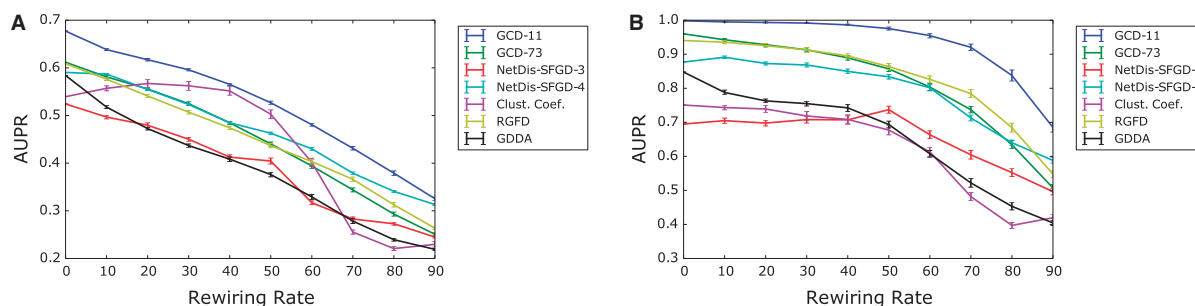 A
AUPR
0.7
0.6
0.5
0.4
0.3
0.2
0 10 20 30 40 50 60 70 80 90
Rewiring Rate
GCD-11
GCD-73
NetDis-SFGD-3
NetDis-SFGD-4
Clust. Coef.
RGFD
GDDA
B
AUPR
1.0
0.9
0.8
0.7
0.6
0.5
0.4
0.3
0 10 20 30 40 50 60 70 80 90
Rewiring Rate
GCD-11
GCD-73
NetDis-SFGD-
NetDis-SFGD-
Clust. Coef.
RGFD
GDDA